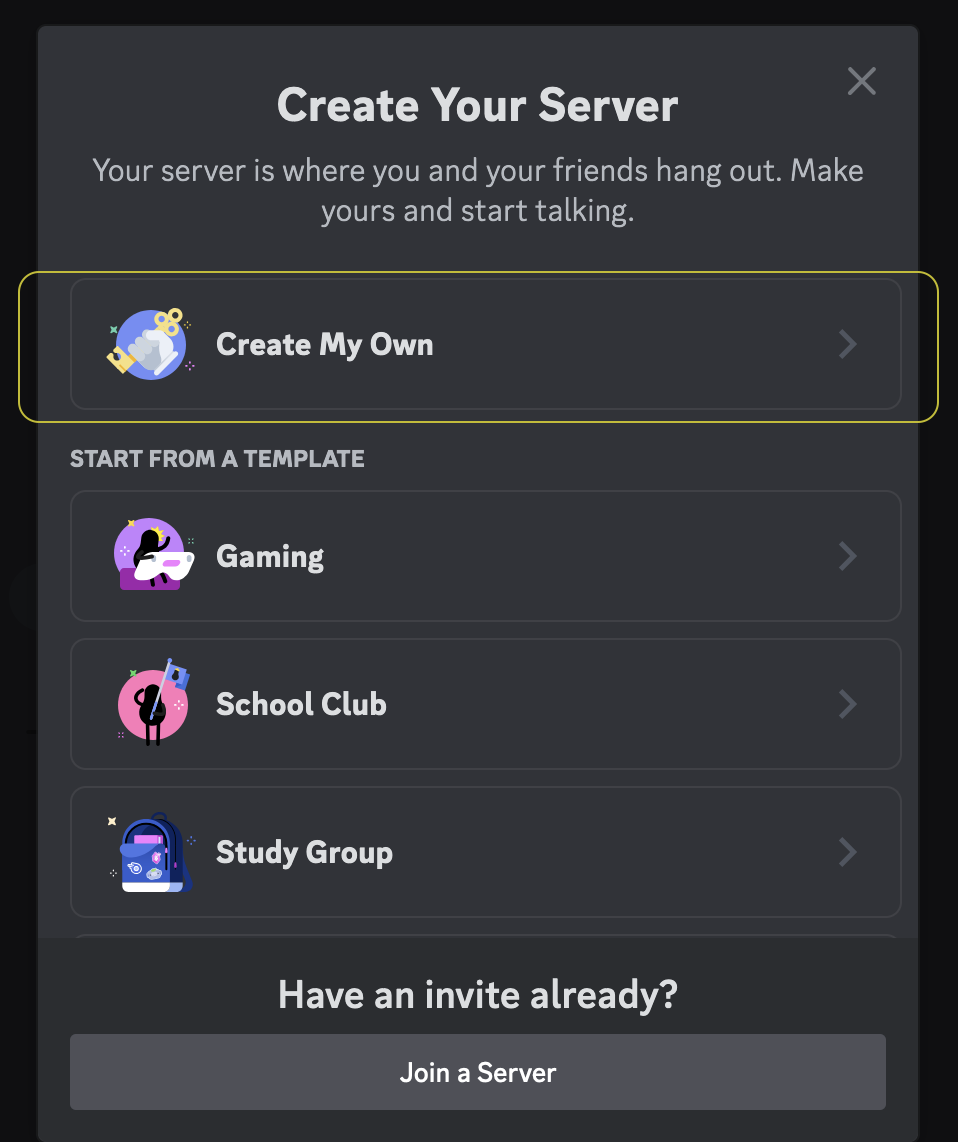 Create Your Server
Your server is where you and your friends hang out. Make
yours and start talking.
Create My Own
START FROM A TEMPLATE
Gaming
School Club
Study Group
Have an invite already?
Join a Server